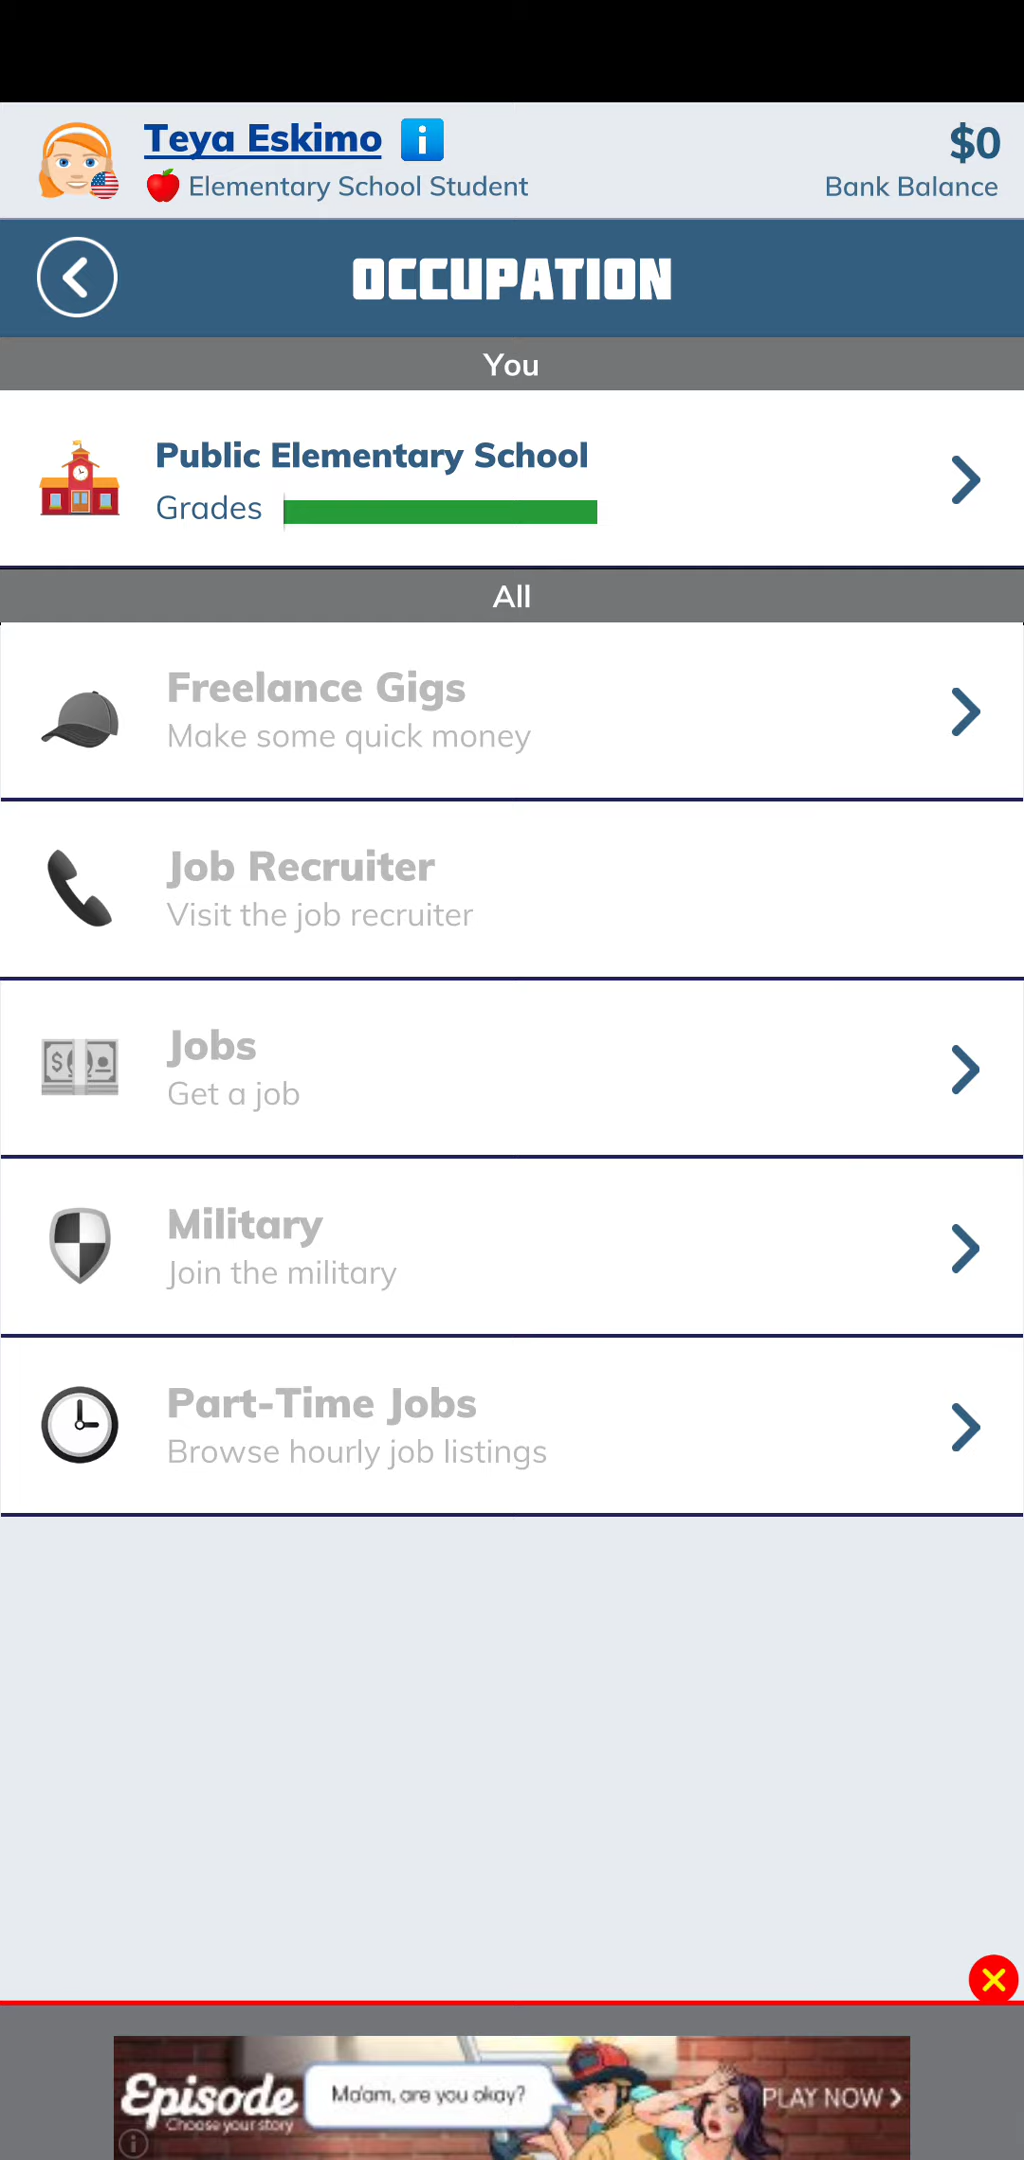 Teya Eskimo
$0
Elementary School Student
Bank Balance
OCCUPATION
You
Public Elementary School
Grades
All
Freelance Gigs
Make some quick money
Job Recruiter
Visit the job recruiter
Jobs
Get a job
Military
Join the military
Part-Time Jobs
Browse hourly job listings
Episode
Choose your story
Ma'am, are you okay?
PLAY NOW >